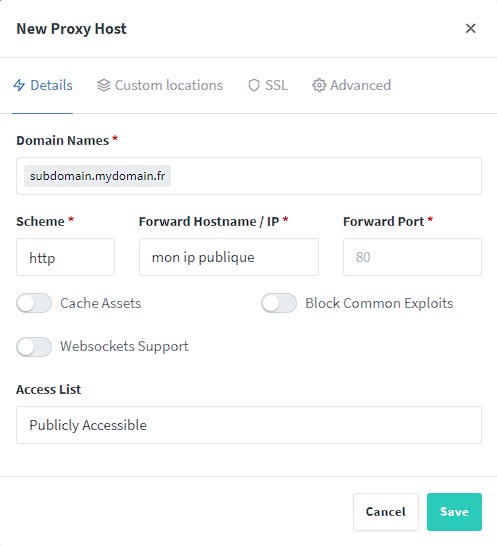 New Proxy Host
Details Custom locations SSL Advanced
Domain Names *
subdomain.mydomain.fr
Scheme * Forward Hostname / IP * Forward Port *
http mon ip publique 80
Cache Assets Block Common Exploits
Websockets Support
Access List
Publicly Accessible
Cancel Save